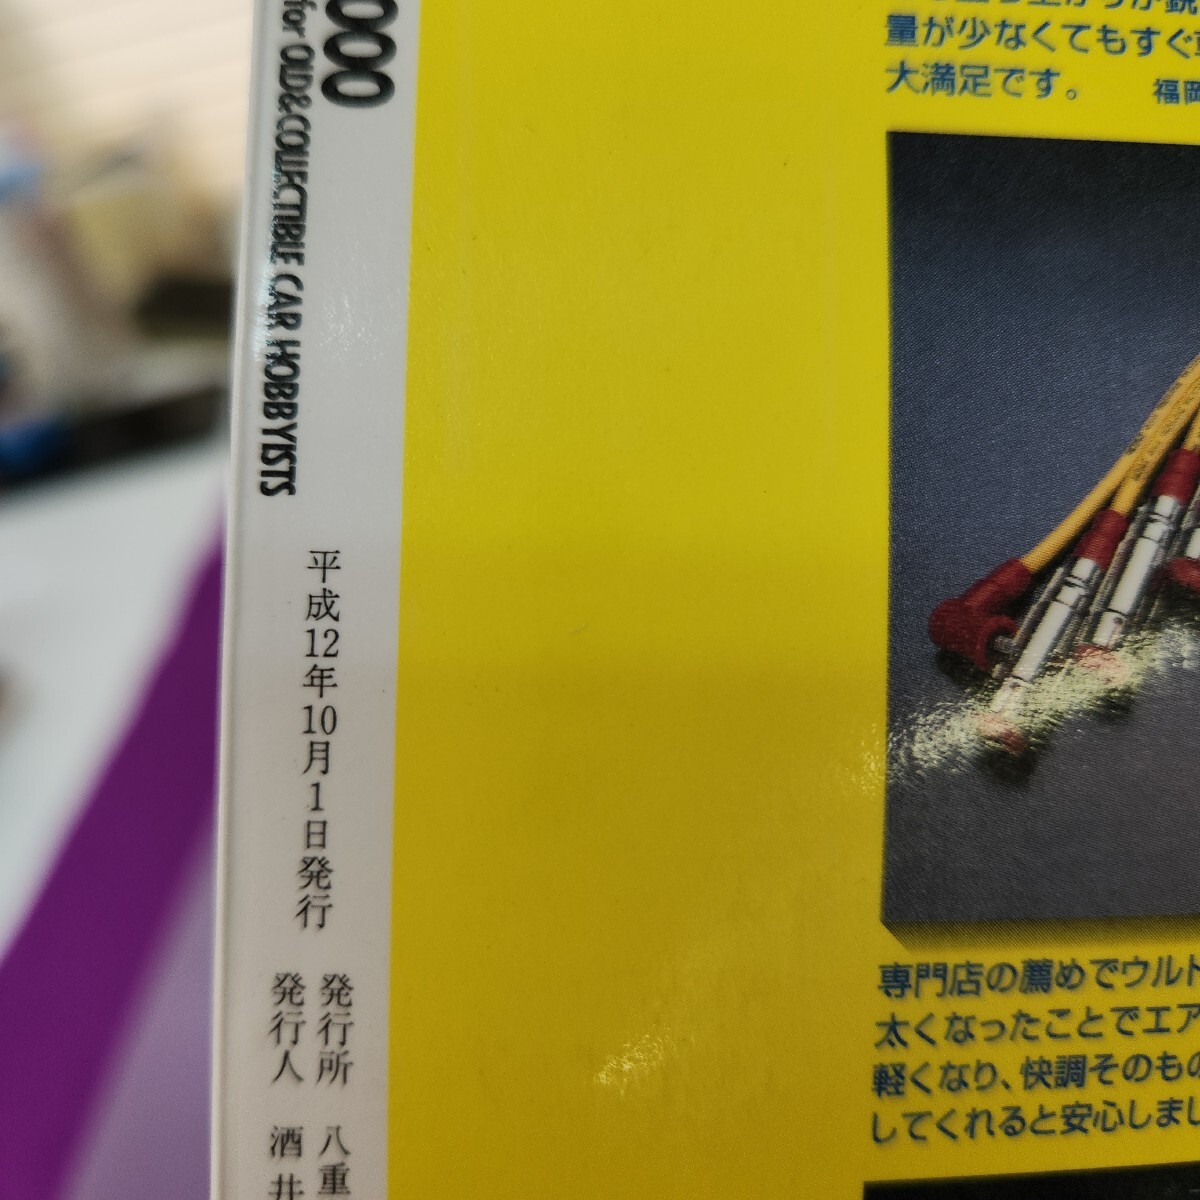 000
for OLD&COLLECTIBLE CAR HOBBYISTS
平成12年10月1日発行
発行所 八重
発行人 酒井
量が少なくてもすぐ
大満足です。 福岡
専門店の薦めでウルト
太くなったことでエア
軽くなり、快調そのもの
してくれると安心しまし